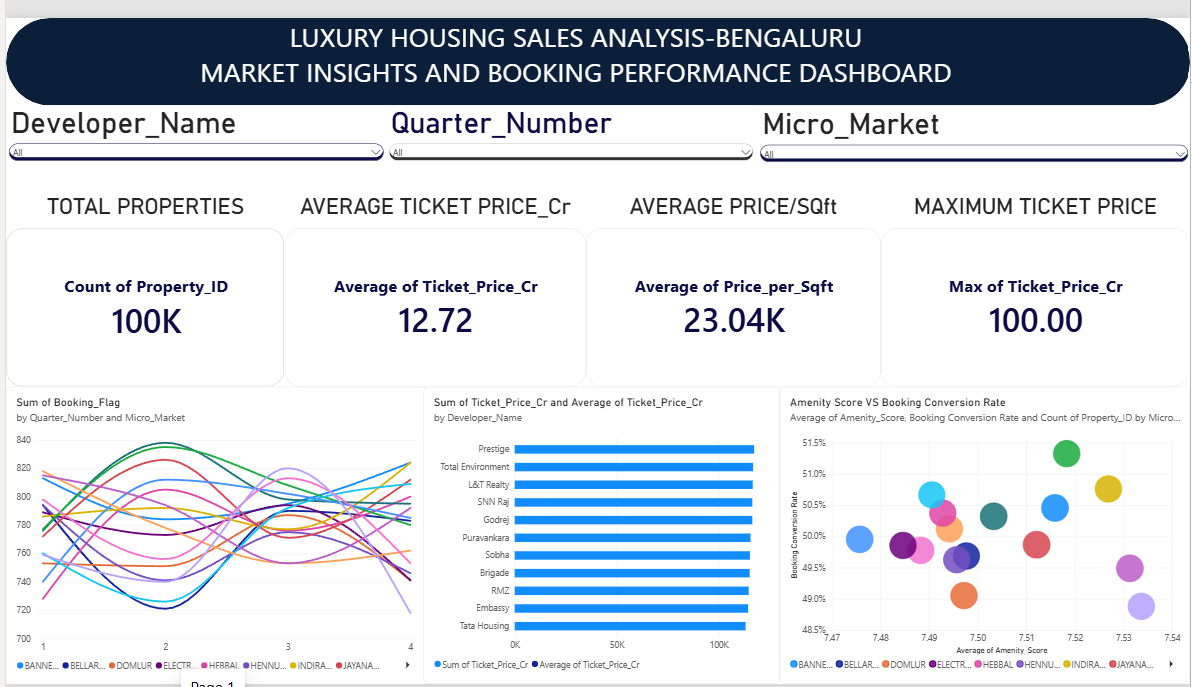 LUXURY HOUSING SALES ANALYSIS-BENGALURU
MARKET INSIGHTS AND BOOKING PERFORMANCE DASHBOARD
Developer_Name
All
Quarter_Number
All
Micro_Market
All
TOTAL PROPERTIES
Count of Property_ID
100K
AVERAGE TICKET PRICE_Cr
Average of Ticket_Price_Cr
12.72
AVERAGE PRICE/SQft
Average of Price_per_Sqft
23.04K
MAXIMUM TICKET PRICE
Max of Ticket_Price_Cr
100.00
Sum of Booking_Flag
by Quarter_Number and Micro_Market
840
820
800
780
760
740
720
700
1 2 3 4
BANNE... BELLAR... DOMLUR ELECTR... HEBBAL HENNU... INDIRA... JAYANA...
Sum of Ticket_Price_Cr and Average of Ticket_Price_Cr
by Developer_Name
Prestige
Total Environment
L&T Realty
SNN Raj
Godrej
Puravankara
Sobha
Brigade
RMZ
Embassy
Tata Housing
0K 50K 100K
Sum of Ticket_Price_Cr Average of Ticket_Price_Cr
Amenity Score VS Booking Conversion Rate
Average of Amenity_Score, Booking Conversion Rate and Count of Property_ID by Micro...
Booking Conversion Rate
51.5%
51.0%
50.5%
50.0%
49.5%
49.0%
48.5%
7.47 7.48 7.49 7.50 7.51 7.52 7.53 7.54
Average of Amenity_Score
BANNE... BELLAR... DOMLUR ELECTR... HEBBAL HENNU... INDIRA... JAYANA...
Page 1